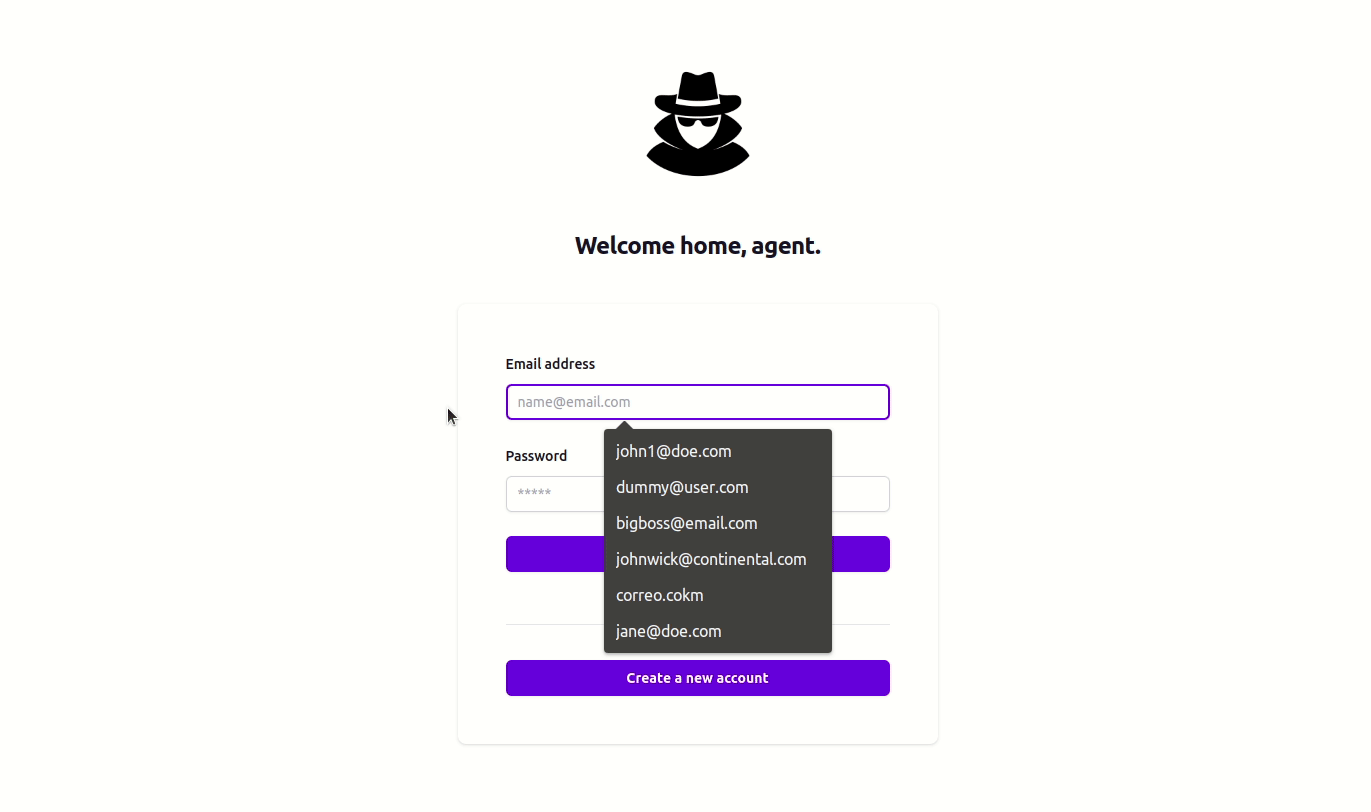 Welcome home, agent.
Email address
name@email.com
john1@doe.com
Password
*****
dummy@user.com
bigboss@email.com
johnwick@continental.com
correo.cokm
jane@doe.com
Create a new account